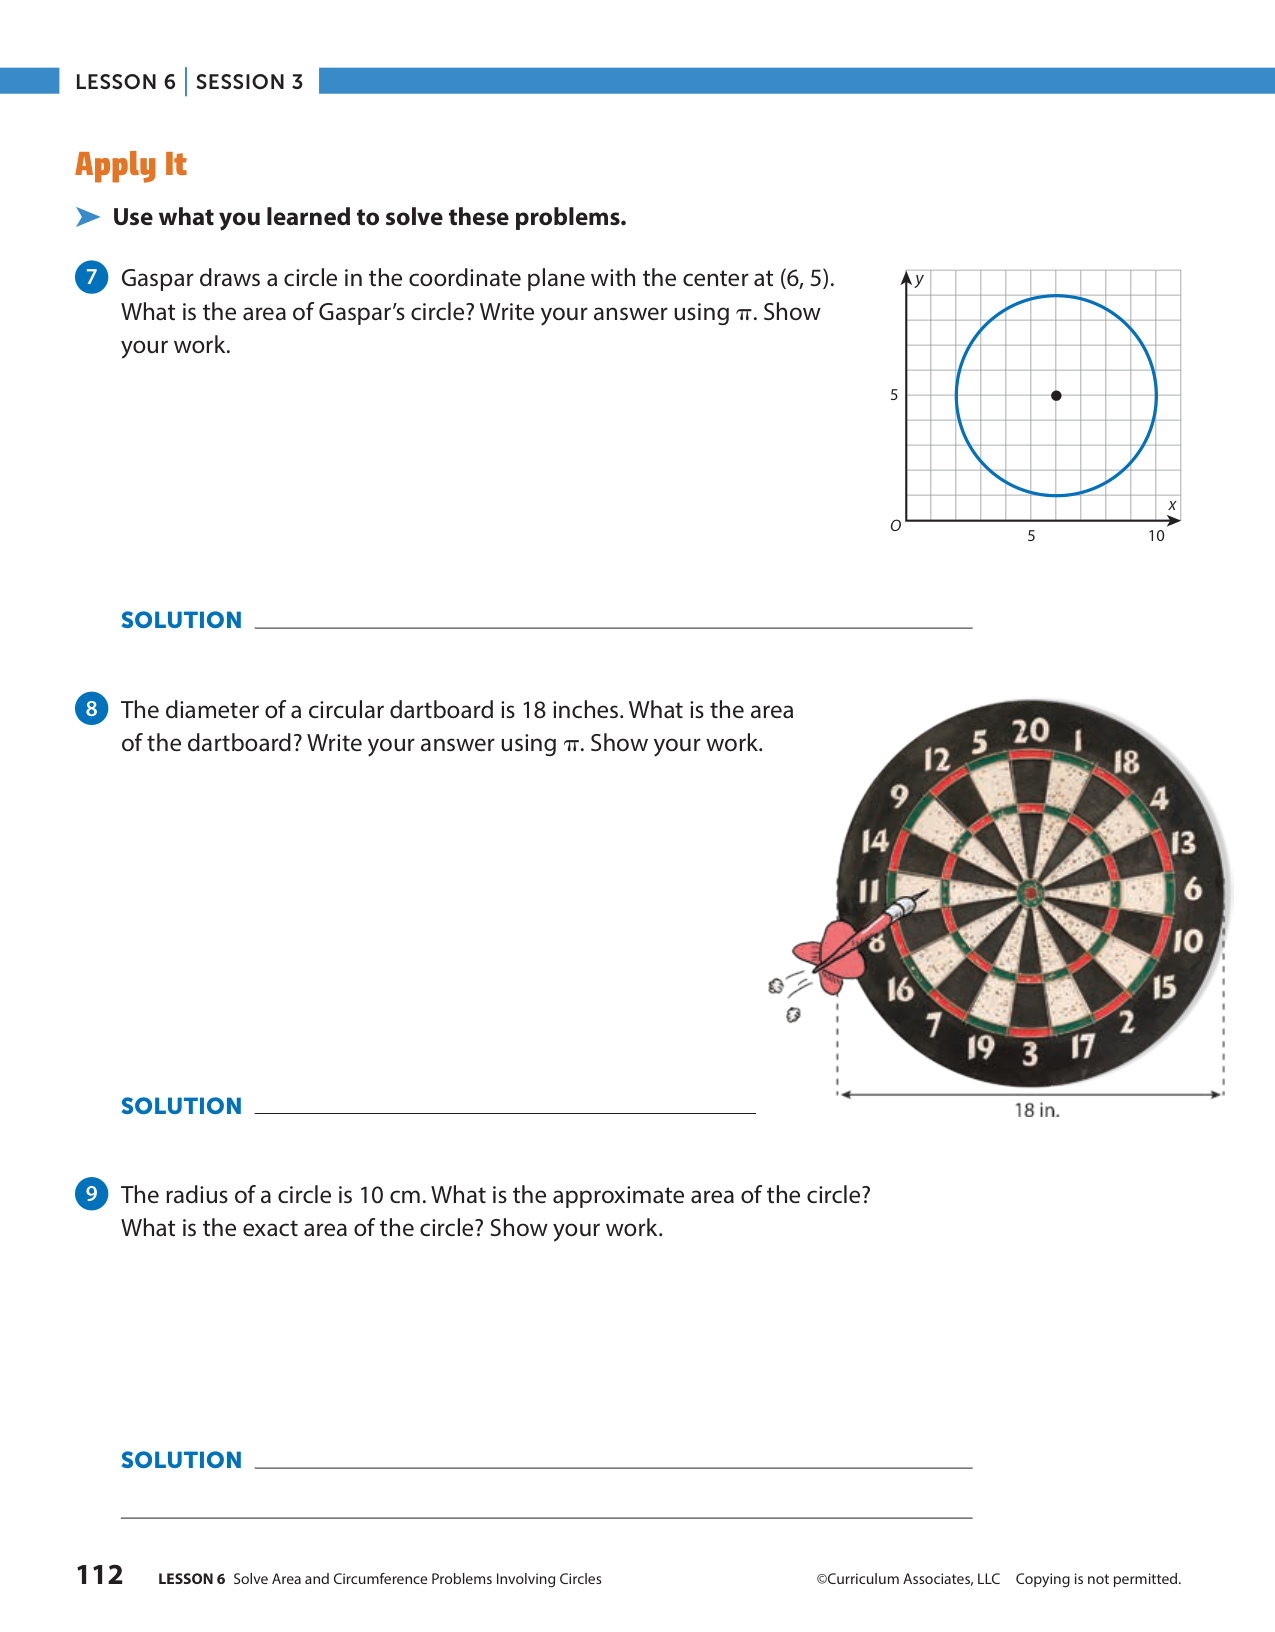 LESSON 6 | SESSION 3
Apply It
Use what you learned to solve these problems.
7 Gaspar draws a circle in the coordinate plane with the center at (6, 5).
What is the area of Gaspar's circle? Write your answer using π. Show
your work.
y
5
O
x
5 10
SOLUTION
8 The diameter of a circular dartboard is 18 inches. What is the area
of the dartboard? Write your answer using π. Show your work.
20
1
18
4
13
6
10
15
2
17
3
19
7
16
8
11
14
9
12
5
18 in.
SOLUTION
9 The radius of a circle is 10 cm. What is the approximate area of the circle?
What is the exact area of the circle? Show your work.
SOLUTION
112 LESSON 6 Solve Area and Circumference Problems Involving Circles ©Curriculum Associates, LLC Copying is not permitted.